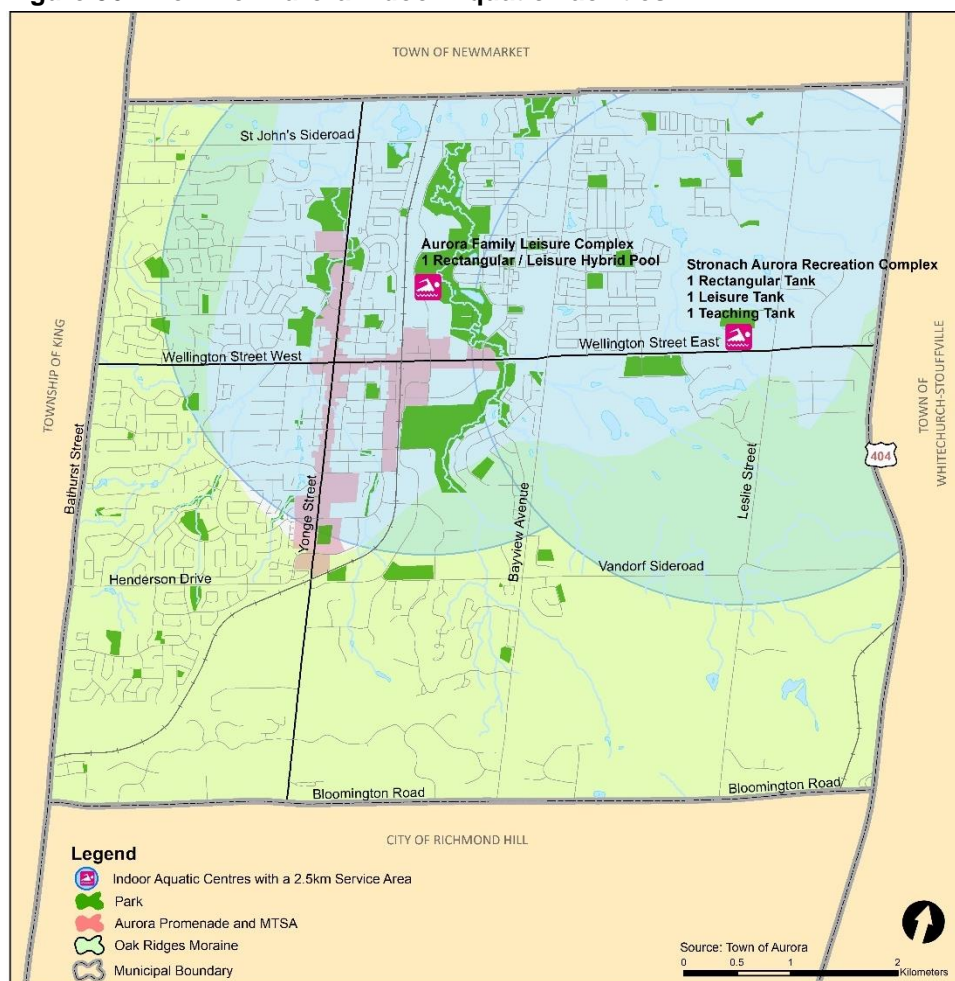 TOWN OF NEWMARKET
St John's Sideroad
Aurora Family Leisure Complex
1 Rectangular / Leisure Hybrid Pool
Stronach Aurora Recreation Complex
1 Rectangular Tank
1 Leisure Tank
1 Teaching Tank
Wellington Street West
Wellington Street East
TOWNSHIP OF KING
TOWN OF
WHITECHURCH-STOUFFVILLE
404
Bathurst Street
Yonge Street
Bayview Avenue
Leslie Street
Henderson Drive
Vandorf Sideroad
Bloomington Road
Bloomington Road
CITY OF RICHMOND HILL
Legend
Indoor Aquatic Centres with a 2.5km Service Area
Park
Aurora Promenade and MTSA
Oak Ridges Moraine
Municipal Boundary
Source: Town of Aurora
0 0.5 1 2
Kilometers